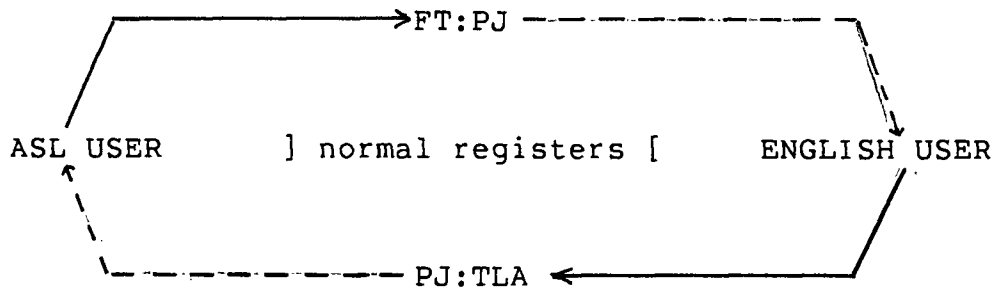 FT:PJ
ASL USER ] normal registers [ ENGLISH USER
PJ:TLA